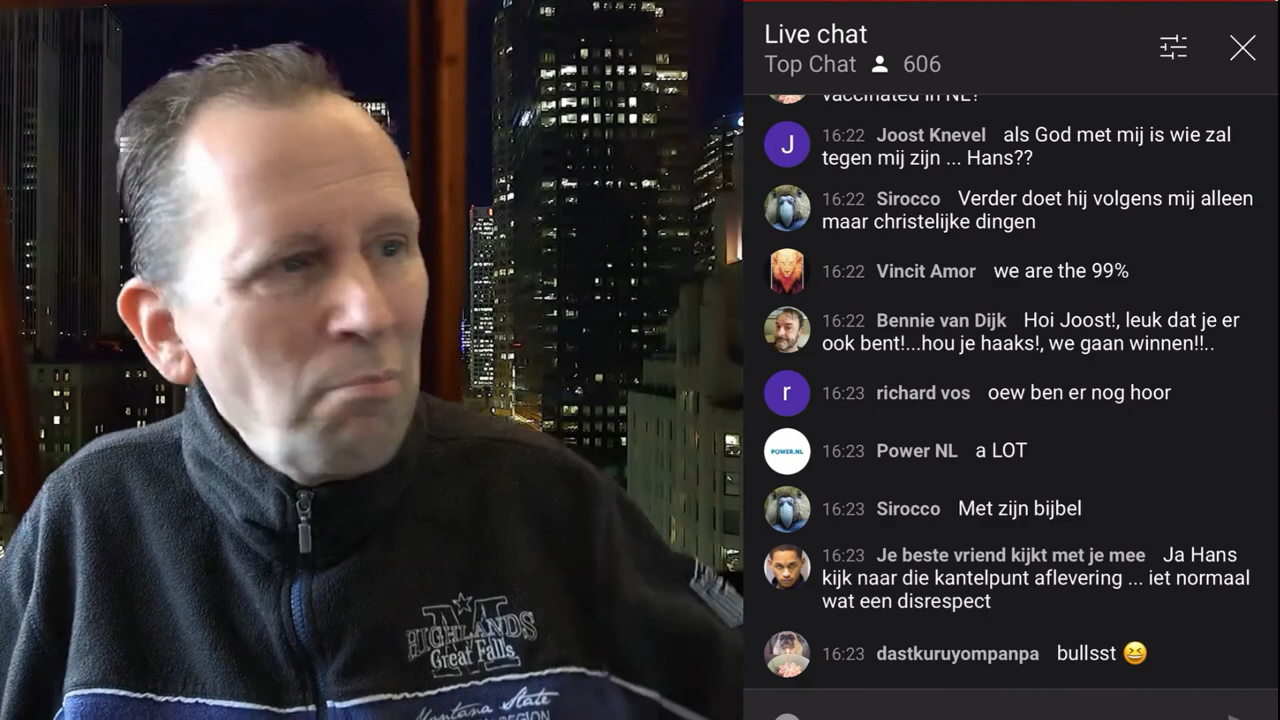 Live chat
Top Chat 606
vaccinated in NL?
J 16:22 Joost Knevel als God met mij is wie zal
tegen mij zijn ... Hans??
16:22 Sirocco Verder doet hij volgens mij alleen
maar christelijke dingen
16:22 Vincit Amor we are the 99%
16:22 Bennie van Dijk Hoi Joost!, leuk dat je er
ook bent!...hou je haaks!, we gaan winnen!!..
r 16:23 richard vos oew ben er nog hoor
POWER.NL 16:23 Power NL a LOT
16:23 Sirocco Met zijn bijbel
16:23 Je beste vriend kijkt met je mee Ja Hans
kijk naar die kantelpunt aflevering ... iet normaal
wat een disrespect
16:23 dastkuruyompanpa bullsst 😆
HIGHLANDS
Great Falls
Montana State
REGION